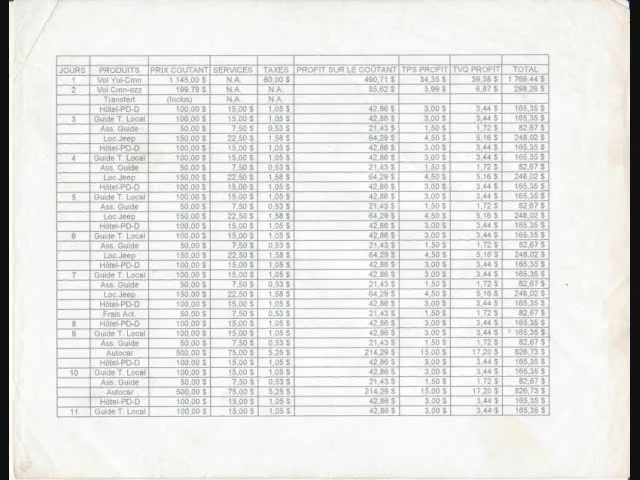 JOURS PRODUITS PRIX COUTANT SERVICES TAXES PROFIT SUR LE COUTANT TPS PROFIT TVQ PROFIT TOTAL
1 Vol Yul-Cmn 1 145,00 $ N.A. 60,00 $ 490,71 $ 34,35 $ 39,38 $ 1 769,44 $
2 Vol Cmn-ozz 199,78 $ N.A. N.A. 85,62 $ 5,99 $ 6,87 $ 298,26 $
Transfert (Inclus) N.A. N.A.
Hôtel-PD-D 100,00 $ 15,00 $ 1,05 $ 42,86 $ 3,00 $ 3,44 $ 165,35 $
3 Guide T. Local 100,00 $ 15,00 $ 1,05 $ 42,86 $ 3,00 $ 3,44 $ 165,35 $
Ass. Guide 50,00 $ 7,50 $ 0,53 $ 21,43 $ 1,50 $ 1,72 $ 82,67 $
Loc.Jeep 150,00 $ 22,50 $ 1,58 $ 64,29 $ 4,50 $ 5,16 $ 248,02 $
Hôtel-PD-D 100,00 $ 15,00 $ 1,05 $ 42,86 $ 3,00 $ 3,44 $ 165,35 $
4 Guide T. Local 100,00 $ 15,00 $ 1,05 $ 42,86 $ 3,00 $ 3,44 $ 165,35 $
Ass. Guide 50,00 $ 7,50 $ 0,53 $ 21,43 $ 1,50 $ 1,72 $ 82,67 $
Loc.Jeep 150,00 $ 22,50 $ 1,58 $ 64,29 $ 4,50 $ 5,16 $ 248,02 $
Hôtel-PD-D 100,00 $ 15,00 $ 1,05 $ 42,86 $ 3,00 $ 3,44 $ 165,35 $
5 Guide T. Local 100,00 $ 15,00 $ 1,05 $ 42,86 $ 3,00 $ 3,44 $ 165,35 $
Ass. Guide 50,00 $ 7,50 $ 0,53 $ 21,43 $ 1,50 $ 1,72 $ 82,67 $
Loc.Jeep 150,00 $ 22,50 $ 1,58 $ 64,29 $ 4,50 $ 5,16 $ 248,02 $
Hôtel-PD-D 100,00 $ 15,00 $ 1,05 $ 42,86 $ 3,00 $ 3,44 $ 165,35 $
6 Guide T. Local 100,00 $ 15,00 $ 1,05 $ 42,86 $ 3,00 $ 3,44 $ 165,35 $
Ass. Guide 50,00 $ 7,50 $ 0,53 $ 21,43 $ 1,50 $ 1,72 $ 82,67 $
Loc.Jeep 150,00 $ 22,50 $ 1,58 $ 64,29 $ 4,50 $ 5,16 $ 248,02 $
Hôtel-PD-D 100,00 $ 15,00 $ 1,05 $ 42,86 $ 3,00 $ 3,44 $ 165,35 $
7 Guide T. Local 100,00 $ 15,00 $ 1,05 $ 42,86 $ 3,00 $ 3,44 $ 165,35 $
Ass. Guide 50,00 $ 7,50 $ 0,53 $ 21,43 $ 1,50 $ 1,72 $ 82,67 $
Loc.Jeep 150,00 $ 22,50 $ 1,58 $ 64,29 $ 4,50 $ 5,16 $ 248,02 $
Hôtel-PD-D 100,00 $ 15,00 $ 1,05 $ 42,86 $ 3,00 $ 3,44 $ 165,35 $
Frais Act. 50,00 $ 7,50 $ 0,53 $ 21,43 $ 1,50 $ 1,72 $ 82,67 $
8 Hôtel-PD-D 100,00 $ 15,00 $ 1,05 $ 42,86 $ 3,00 $ 3,44 $ 165,35 $
9 Guide T. Local 100,00 $ 15,00 $ 1,05 $ 42,86 $ 3,00 $ 3,44 $ 165,35 $
Ass. Guide 50,00 $ 7,50 $ 0,53 $ 21,43 $ 1,50 $ 1,72 $ 82,67 $
Autocar 500,00 $ 75,00 $ 5,25 $ 214,29 $ 15,00 $ 17,20 $ 826,73 $
Hôtel-PD-D 100,00 $ 15,00 $ 1,05 $ 42,86 $ 3,00 $ 3,44 $ 165,35 $
10 Guide T. Local 100,00 $ 15,00 $ 1,05 $ 42,86 $ 3,00 $ 3,44 $ 165,35 $
Ass. Guide 50,00 $ 7,50 $ 0,53 $ 21,43 $ 1,50 $ 1,72 $ 82,67 $
Autocar 500,00 $ 75,00 $ 5,25 $ 214,29 $ 15,00 $ 17,20 $ 826,73 $
Hôtel-PD-D 100,00 $ 15,00 $ 1,05 $ 42,86 $ 3,00 $ 3,44 $ 165,35 $
11 Guide T. Local 100,00 $ 15,00 $ 1,05 $ 42,86 $ 3,00 $ 3,44 $ 165,35 $